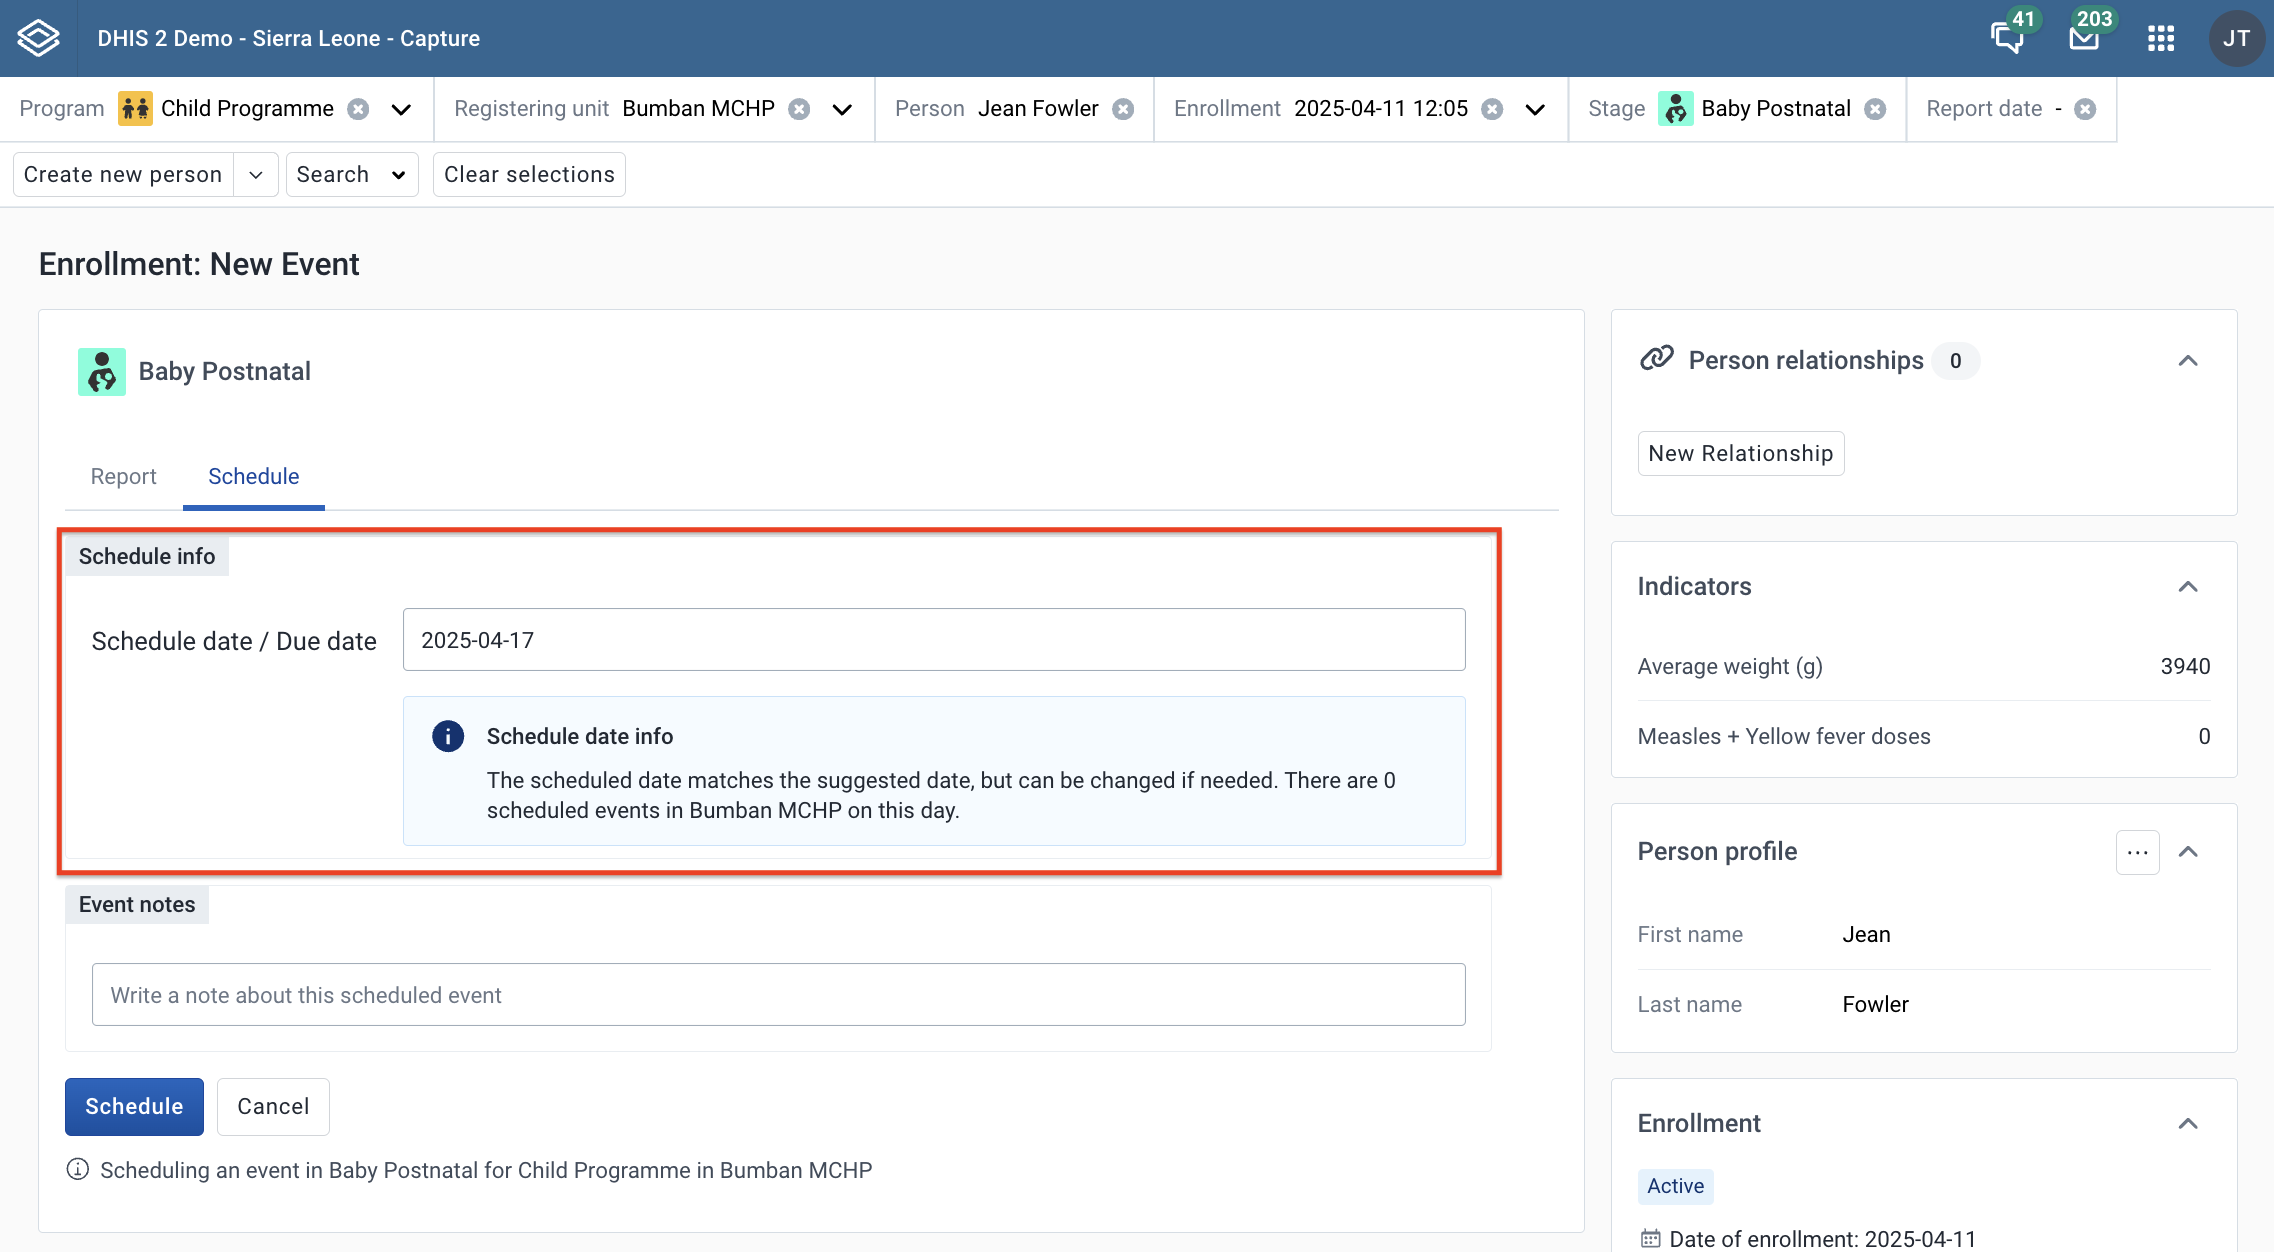 DHIS 2 Demo - Sierra Leone - Capture
41
203
JT
Program Child Programme
Registering unit Bumban MCHP
Person Jean Fowler
Enrollment 2025-04-11 12:05
Stage Baby Postnatal
Report date -
Create new person
Search
Clear selections
Enrollment: New Event
Baby Postnatal
Report
Schedule
Schedule info
Schedule date / Due date
2025-04-17
Schedule date info
The scheduled date matches the suggested date, but can be changed if needed. There are 0
scheduled events in Bumban MCHP on this day.
Event notes
Write a note about this scheduled event
Schedule
Cancel
Scheduling an event in Baby Postnatal for Child Programme in Bumban MCHP
Person relationships 0
New Relationship
Indicators
Average weight (g) 3940
Measles + Yellow fever doses 0
Person profile
First name Jean
Last name Fowler
Enrollment
Active
Date of enrollment: 2025-04-11